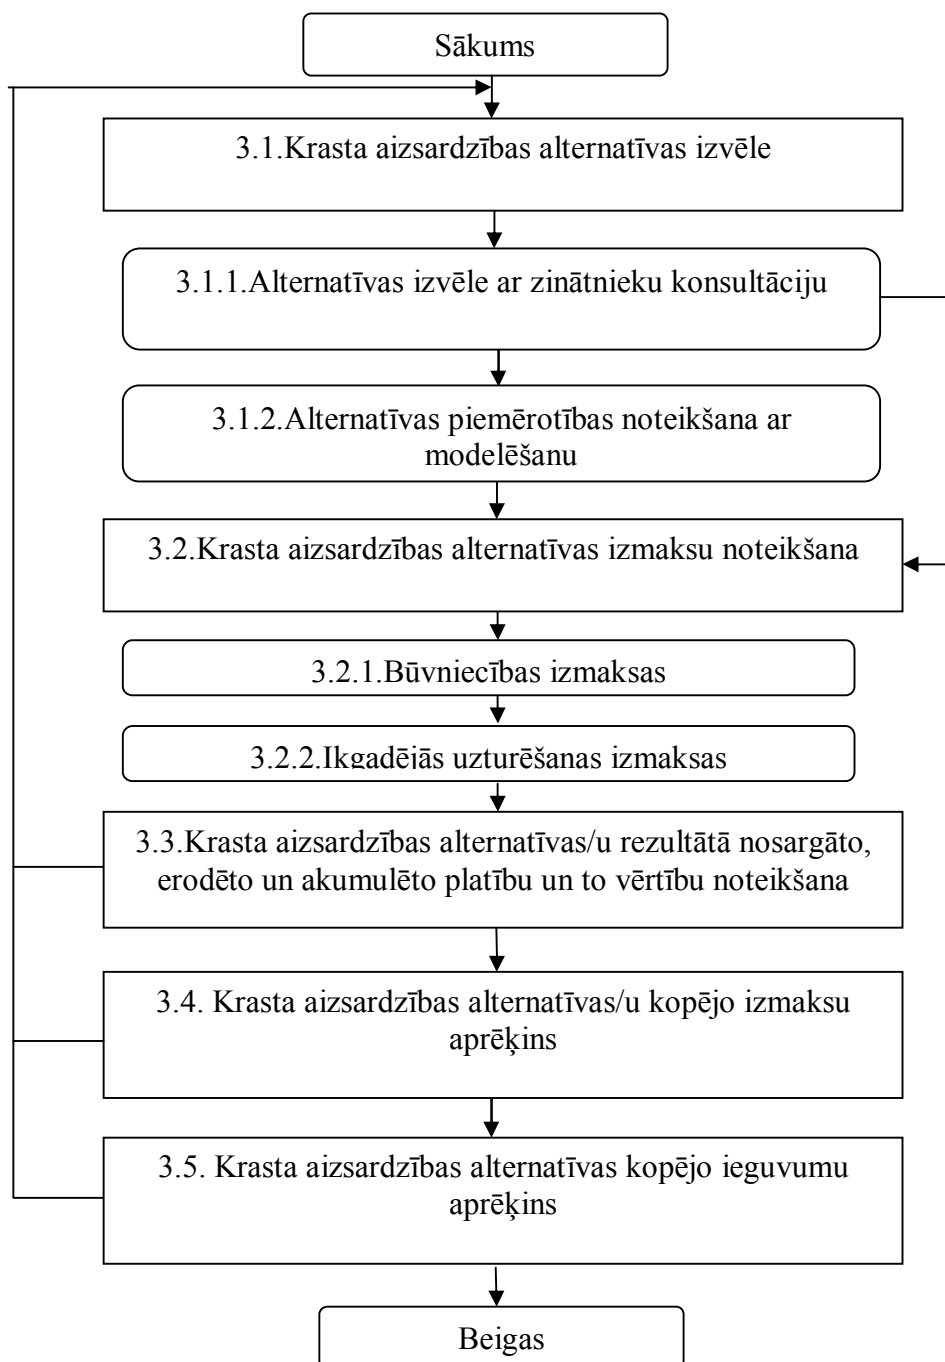 Sākums
3.1.Krasta aizsardzības alternatīvas izvēle
3.1.1.Alternatīvas izvēle ar zinātnieku konsultāciju
3.1.2.Alternatīvas piemērotības noteikšana ar
modelēšanu
3.2.Krasta aizsardzības alternatīvas izmaksu noteikšana
3.2.1.Būvniecības izmaksas
3.2.2.Ikgadējās uzturēšanas izmaksas
3.3.Krasta aizsardzības alternatīvas/u rezultātā nosargāto,
erodēto un akumulēto platību un to vērtību noteikšana
3.4. Krasta aizsardzības alternatīvas/u kopējo izmaksu
aprēķins
3.5. Krasta aizsardzības alternatīvas kopējo ieguvumu
aprēķins
Beigas